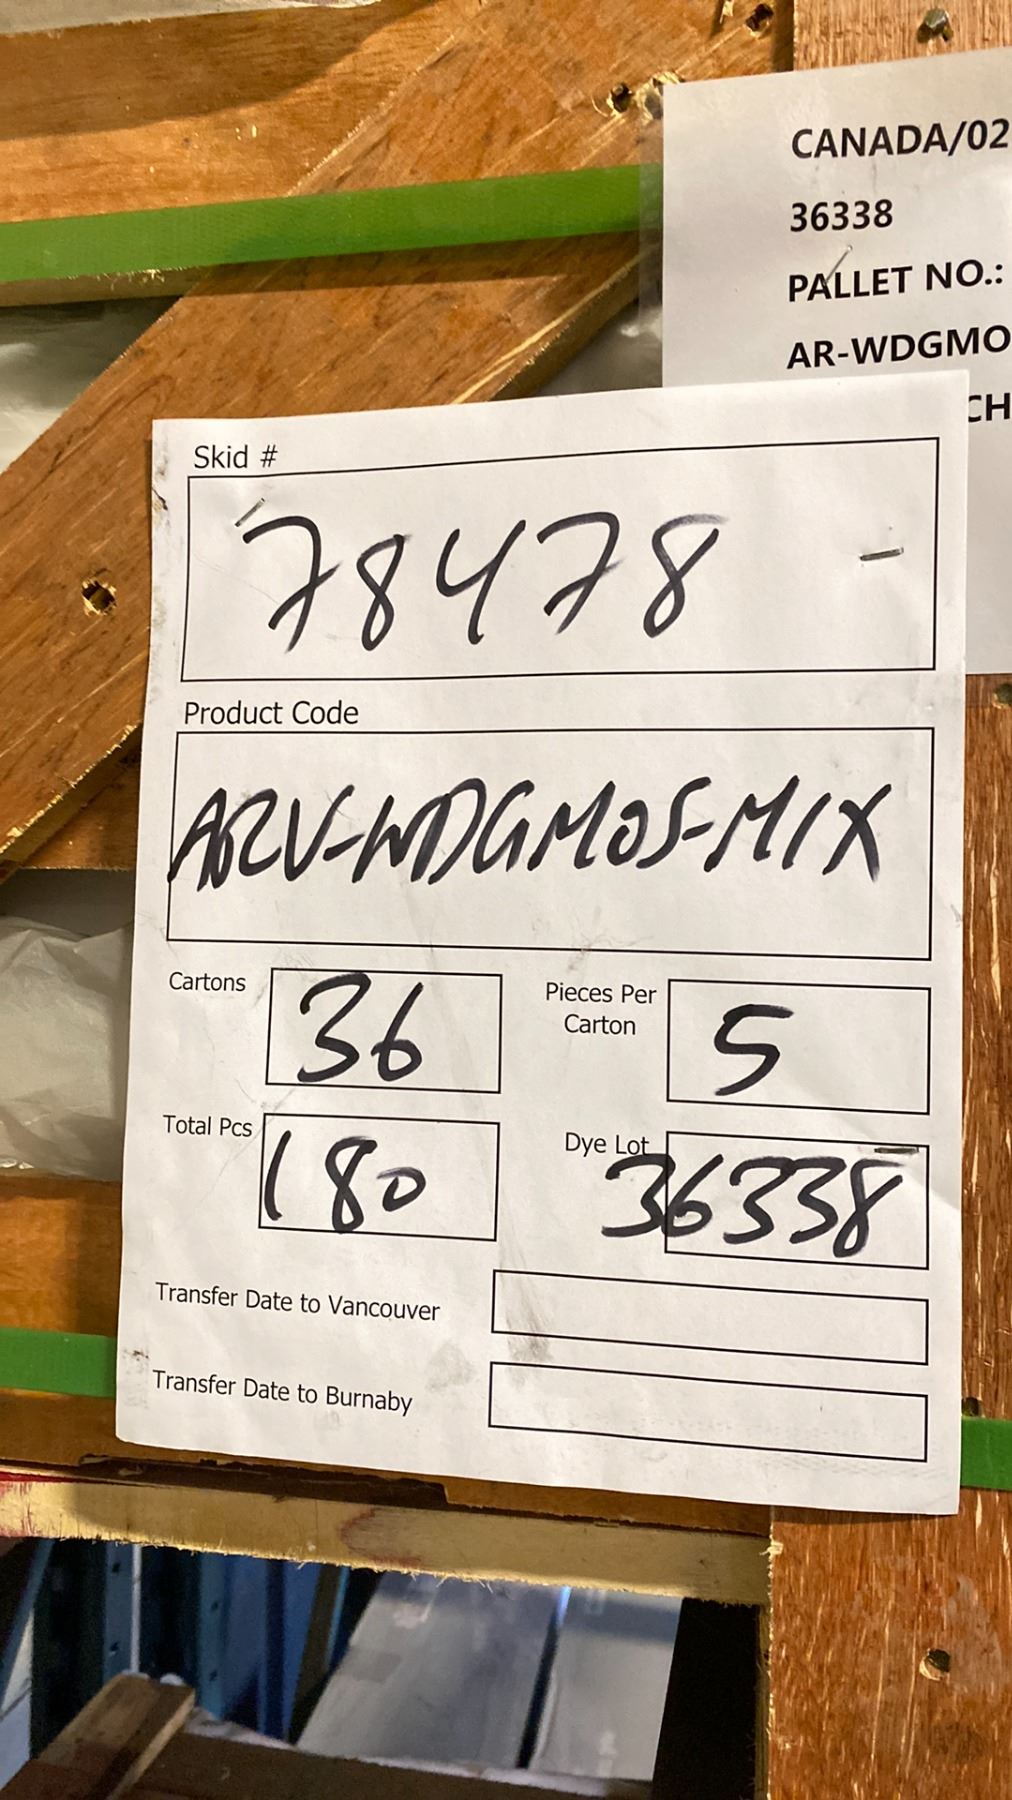 CANADA/02
36338
PALLET NO.:
AR-WDGMO
CH
Skid #
78478
Product Code
ARV-WDGMOS-MIX
Cartons 36
Pieces Per Carton 5
Total Pcs 180
Dye Lot 36338
Transfer Date to Vancouver
Transfer Date to Burnaby